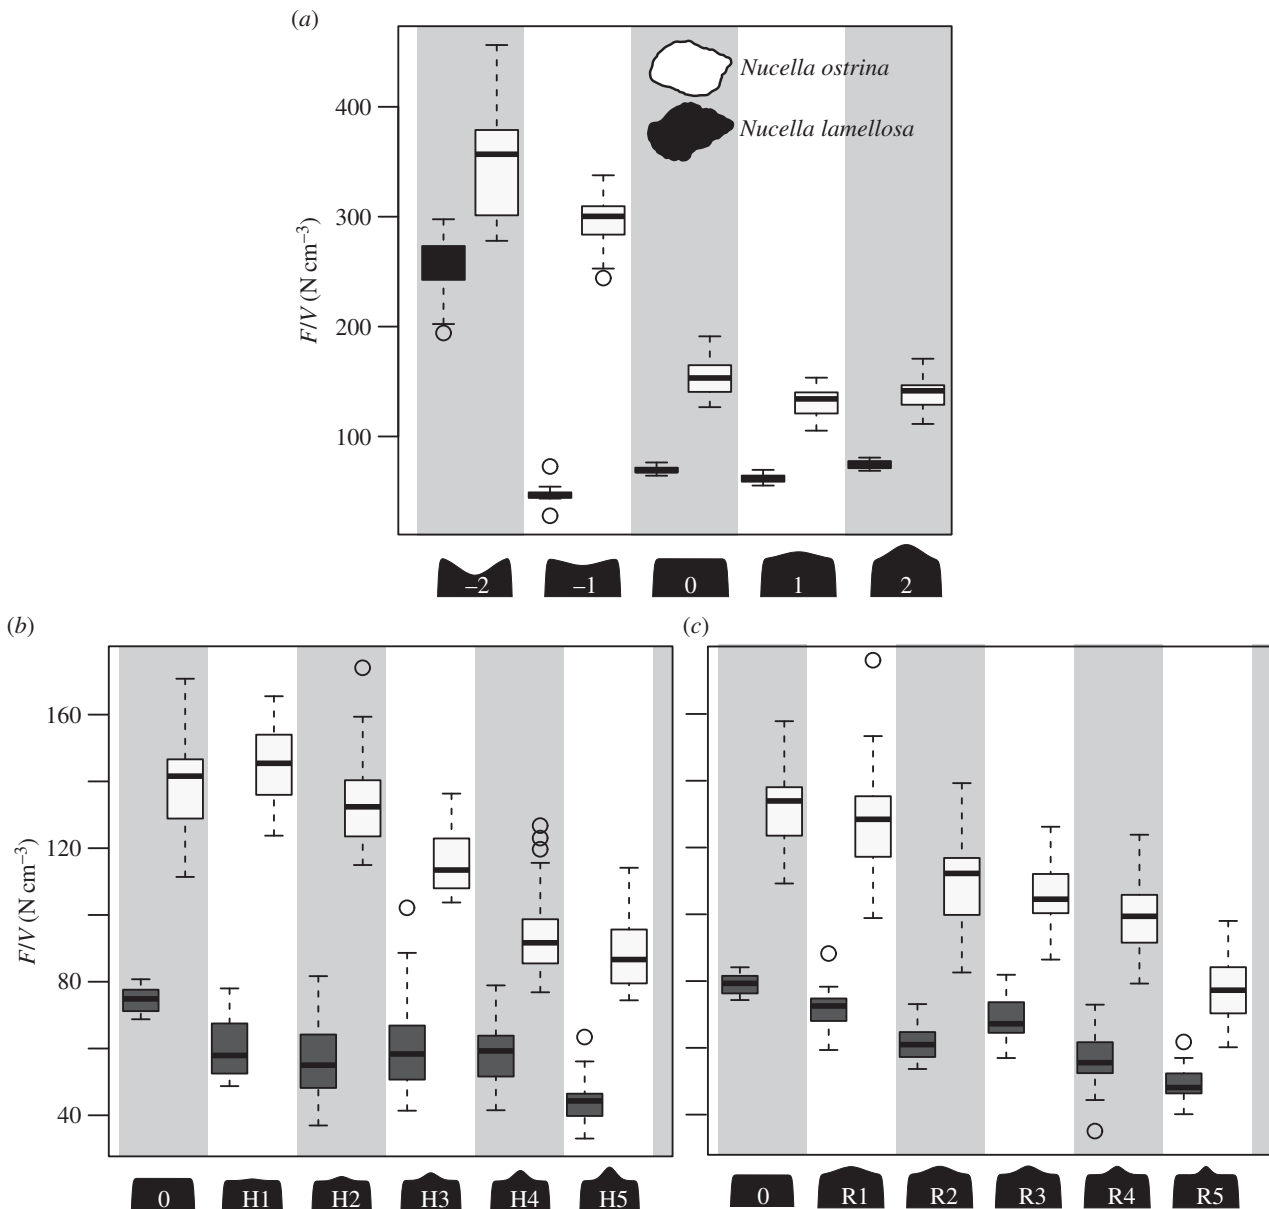 (a)
Nucella ostrina
Nucella lamellosa
400
300
200
100
F/V (N cm⁻³)
–2 –1 0 1 2
(b)
160
120
80
40
F/V (N cm⁻³)
0 H1 H2 H3 H4 H5
(c)
0 R1 R2 R3 R4 R5